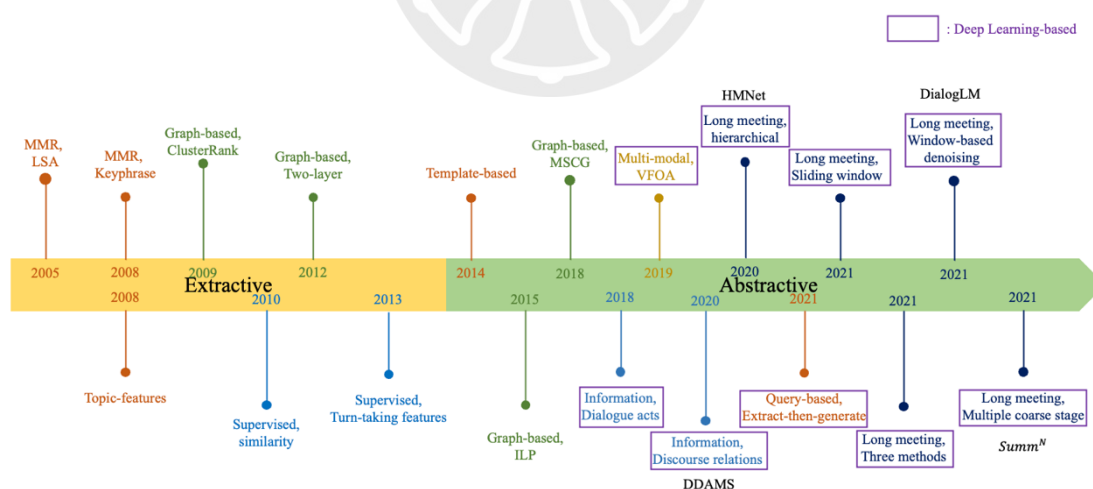 : Deep Learning-based
HMNet
DialogLM
MMR,
LSA
MMR,
Keyphrase
Graph-based,
ClusterRank
Graph-based,
Two-layer
Template-based
Graph-based,
MSCG
Multi-modal,
VFOA
Long meeting,
hierarchical
Long meeting,
Sliding window
Long meeting,
Window-based
denoising
2005
2008
2009
2012
2014
2018
2019
2020
2021
2021
Extractive
Abstractive
2008
2010
2013
2015
2018
2020
2021
2021
2021
Topic-features
Supervised,
similarity
Supervised,
Turn-taking features
Graph-based,
ILP
Information,
Dialogue acts
Information,
Discourse relations
DDAMS
Query-based,
Extract-then-generate
Long meeting,
Three methods
Long meeting,
Multiple coarse stage
Summᴺ